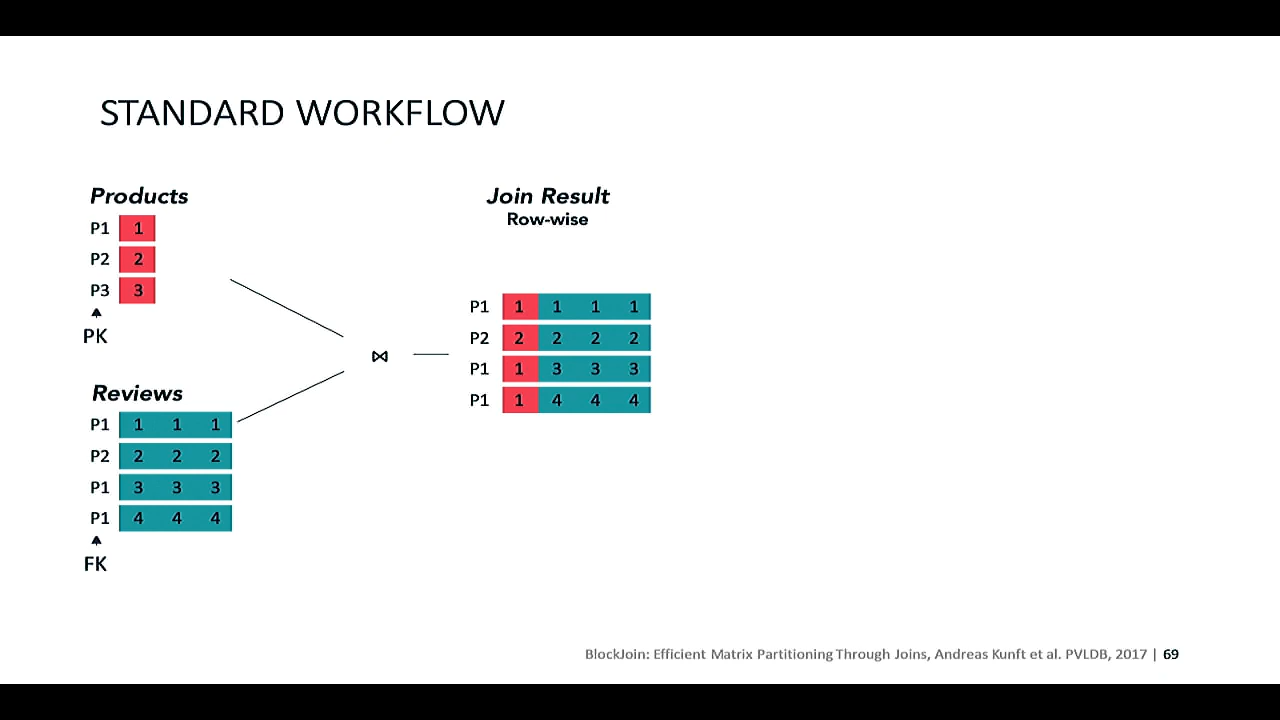 STANDARD WORKFLOW
Products
P1 1
P2 2
P3 3
PK
Reviews
P1 1 1 1
P2 2 2 2
P1 3 3 3
P1 4 4 4
FK
⋈
Join Result
Row-wise
P1 1 1 1 1
P2 2 2 2 2
P1 1 3 3 3
P1 1 4 4 4
BlockJoin: Efficient Matrix Partitioning Through Joins, Andreas Kunft et al. PVLDB, 2017 | 69